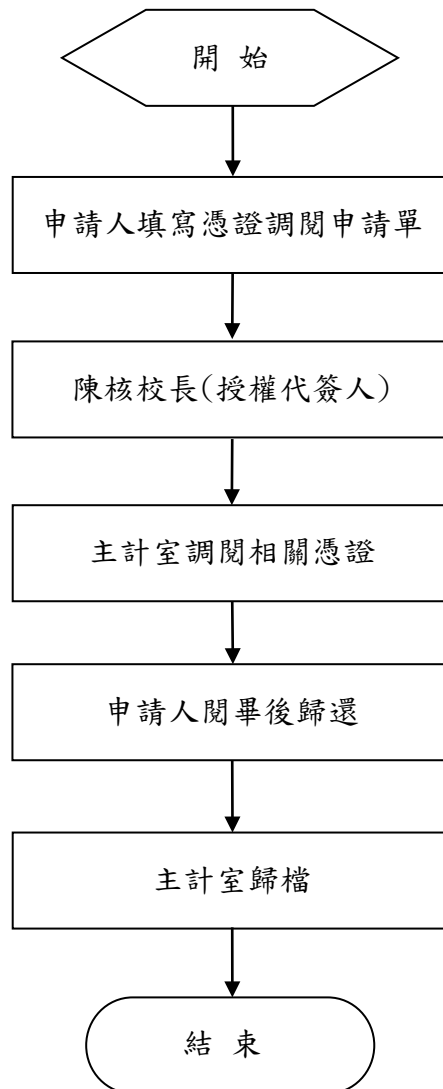 開 始
申請人填寫憑證調閱申請單
陳核校長(授權代簽人)
主計室調閱相關憑證
申請人閱畢後歸還
主計室歸檔
結 束